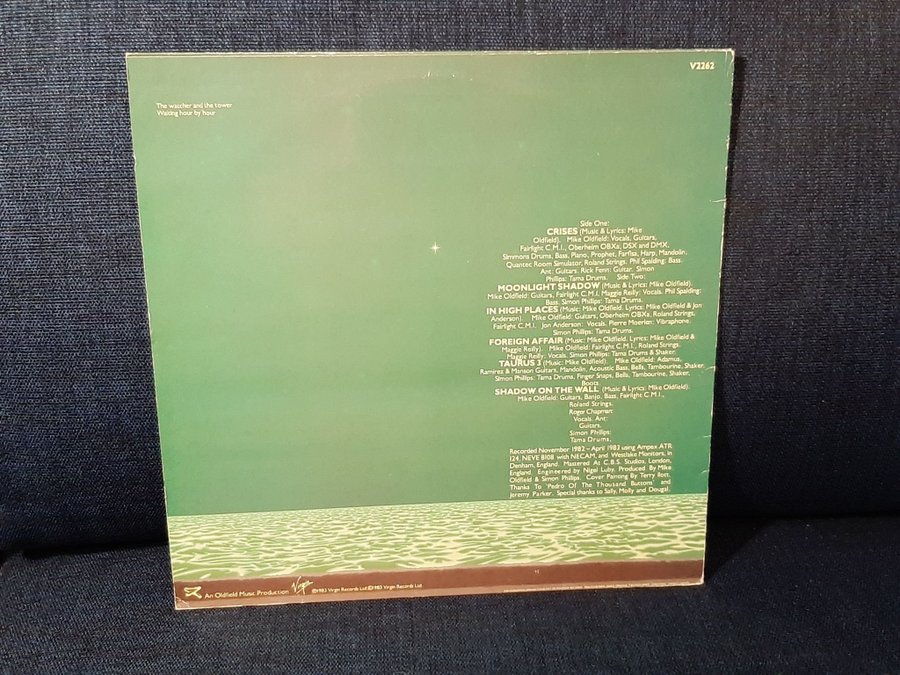 V2262
The watcher and the tower
Waiting hour by hour
Side One:
CRISES (Music & Lyrics: Mike
Oldfield). Mike Oldfield: Vocals, Guitars,
Fairlight C.M.I., Oberheim OBXa, DSX and DMX,
Simmons Drums, Bass, Piano, Prophet, Farfisa, Harp, Mandolin,
Quantec Room Simulator, Roland Strings. Phil Spalding: Bass.
Ant: Guitars. Rick Fenn: Guitar. Simon
Phillips: Tama Drums. Side Two:
MOONLIGHT SHADOW (Music & Lyrics: Mike Oldfield).
Mike Oldfield: Guitars, Fairlight C.M.I. Maggie Reilly: Vocals. Phil Spalding:
Bass. Simon Phillips: Tama Drums.
IN HIGH PLACES (Music: Mike Oldfield. Lyrics: Mike Oldfield & Jon
Anderson). Mike Oldfield: Guitars, Oberheim OBXa, Roland Strings,
Fairlight C.M.I. Jon Anderson: Vocals. Pierre Moerlen: Vibraphone.
Simon Phillips: Tama Drums.
FOREIGN AFFAIR (Music: Mike Oldfield. Lyrics: Mike Oldfield &
Maggie Reilly). Mike Oldfield: Fairlight C.M.I., Roland Strings.
Maggie Reilly: Vocals. Simon Phillips: Tama Drums & Shaker.
TAURUS 3 (Music: Mike Oldfield). Mike Oldfield: Adamus,
Ramirez & Manson Guitars, Mandolin, Acoustic Bass, Bells, Tambourine, Shaker.
Simon Phillips: Tama Drums, Finger Snaps, Bells, Tambourine, Shaker,
Boots.
SHADOW ON THE WALL (Music & Lyrics: Mike Oldfield).
Mike Oldfield: Guitars, Banjo, Bass, Fairlight C.M.I.,
Roland Strings.
Roger Chapman:
Vocals. Ant:
Guitars.
Simon Phillips:
Tama Drums.
Recorded November 1982 – April 1983 using Ampex ATR
124, NEVE 8108 with NECAM, and Westlake Monitors, in
Denham, England. Mastered At C.B.S. Studios, London,
England. Engineered by Nigel Luby. Produced By Mike
Oldfield & Simon Phillips. Cover Painting By Terry Ilott.
Thanks To 'Pedro Of The Thousand Buttons' and
Jeremy Parker. Special thanks to Sally, Molly and Dougal.
An Oldfield Music Production Virgin ℗1983 Virgin Records Ltd ©1983 Virgin Records Ltd.